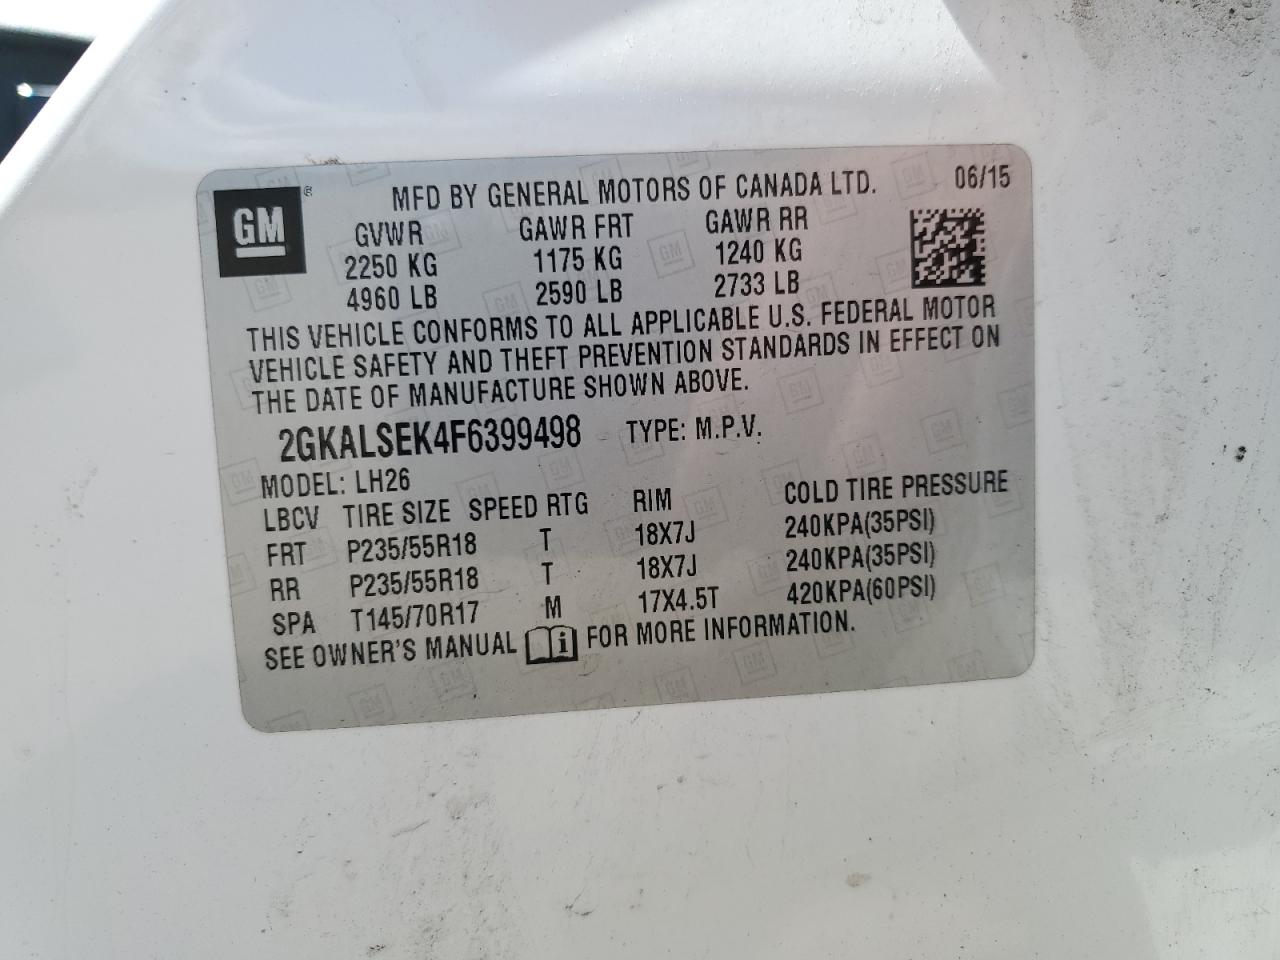 GM ® MFD BY GENERAL MOTORS OF CANADA LTD. 06/15
GVWR GAWR FRT GAWR RR
2250 KG 1175 KG 1240 KG
4960 LB 2590 LB 2733 LB
THIS VEHICLE CONFORMS TO ALL APPLICABLE U.S. FEDERAL MOTOR
VEHICLE SAFETY AND THEFT PREVENTION STANDARDS IN EFFECT ON
THE DATE OF MANUFACTURE SHOWN ABOVE.
2GKALSEK4F6399498 TYPE: M.P.V.
MODEL: LH26
LBCV TIRE SIZE SPEED RTG RIM COLD TIRE PRESSURE
FRT P235/55R18 T 18X7J 240KPA(35PSI)
RR P235/55R18 T 18X7J 240KPA(35PSI)
SPA T145/70R17 M 17X4.5T 420KPA(60PSI)
SEE OWNER'S MANUAL i FOR MORE INFORMATION.